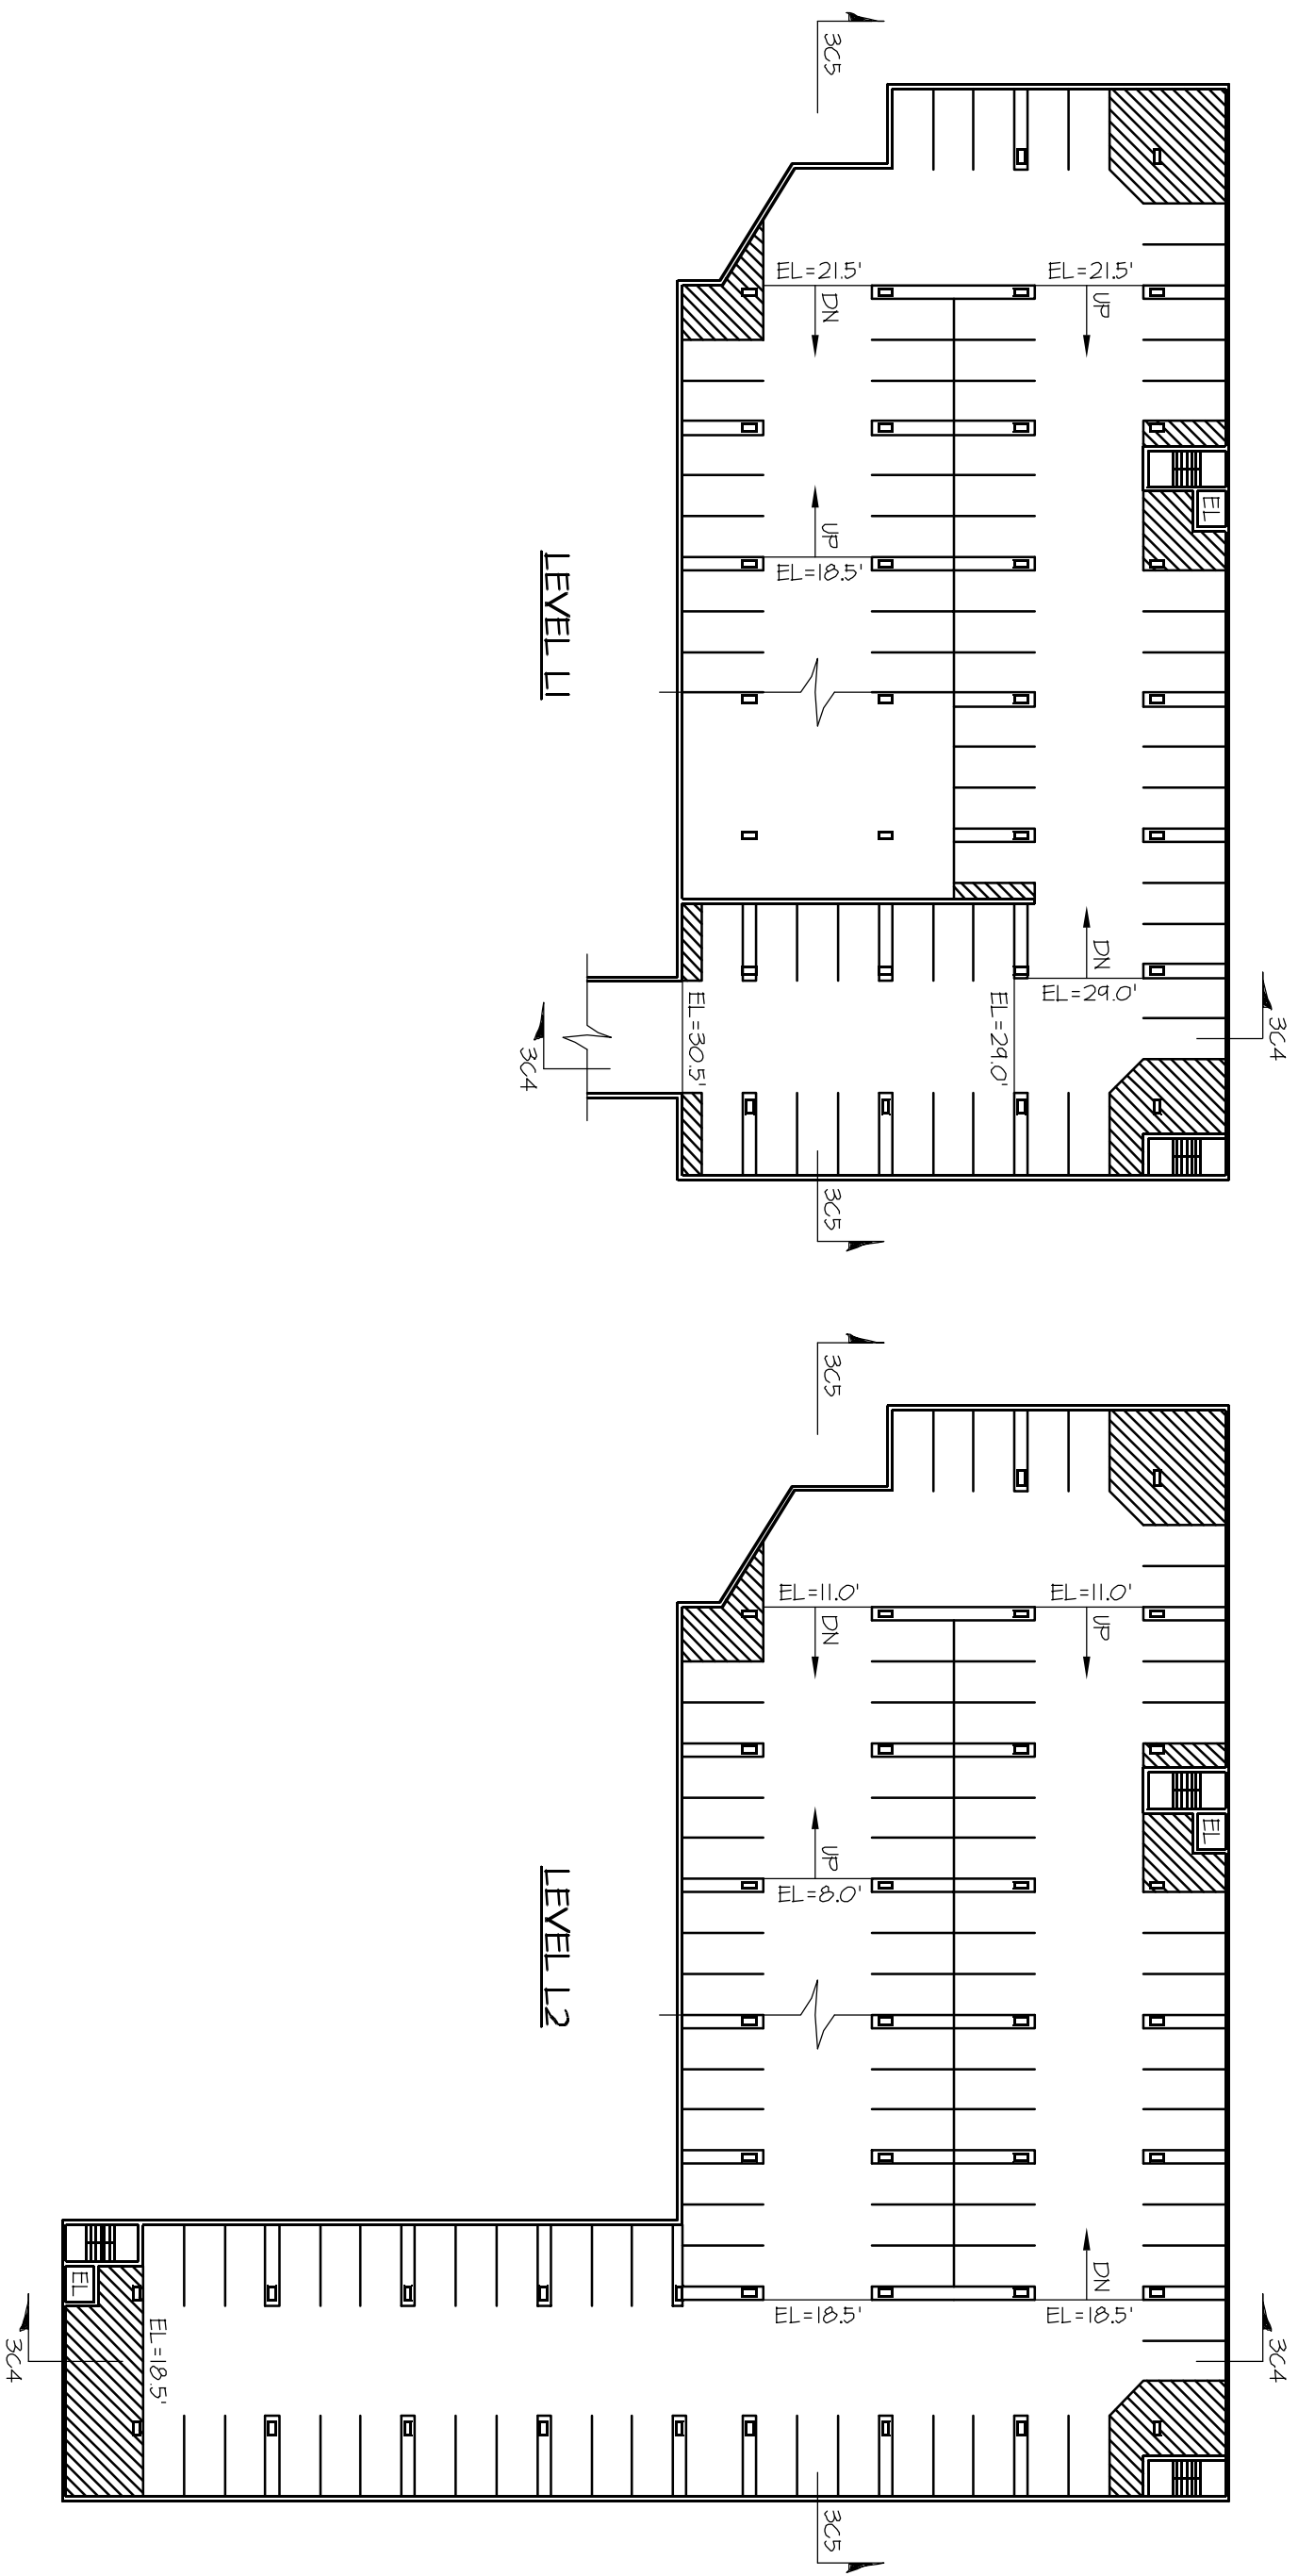 3C5
EL=21.5'
DN
EL=21.5'
UP
EL
UP
EL=18.5'
LEVEL L1
DN
EL=29.0'
EL=30.5'
EL=29.0'
3C4
3C4
3C5
3C5
EL=11.0'
DN
EL=11.0'
UP
EL
UP
EL=8.0'
LEVEL L2
DN
EL=18.5'
EL=18.5'
EL
EL=18.5'
3C4
3C4
3C5